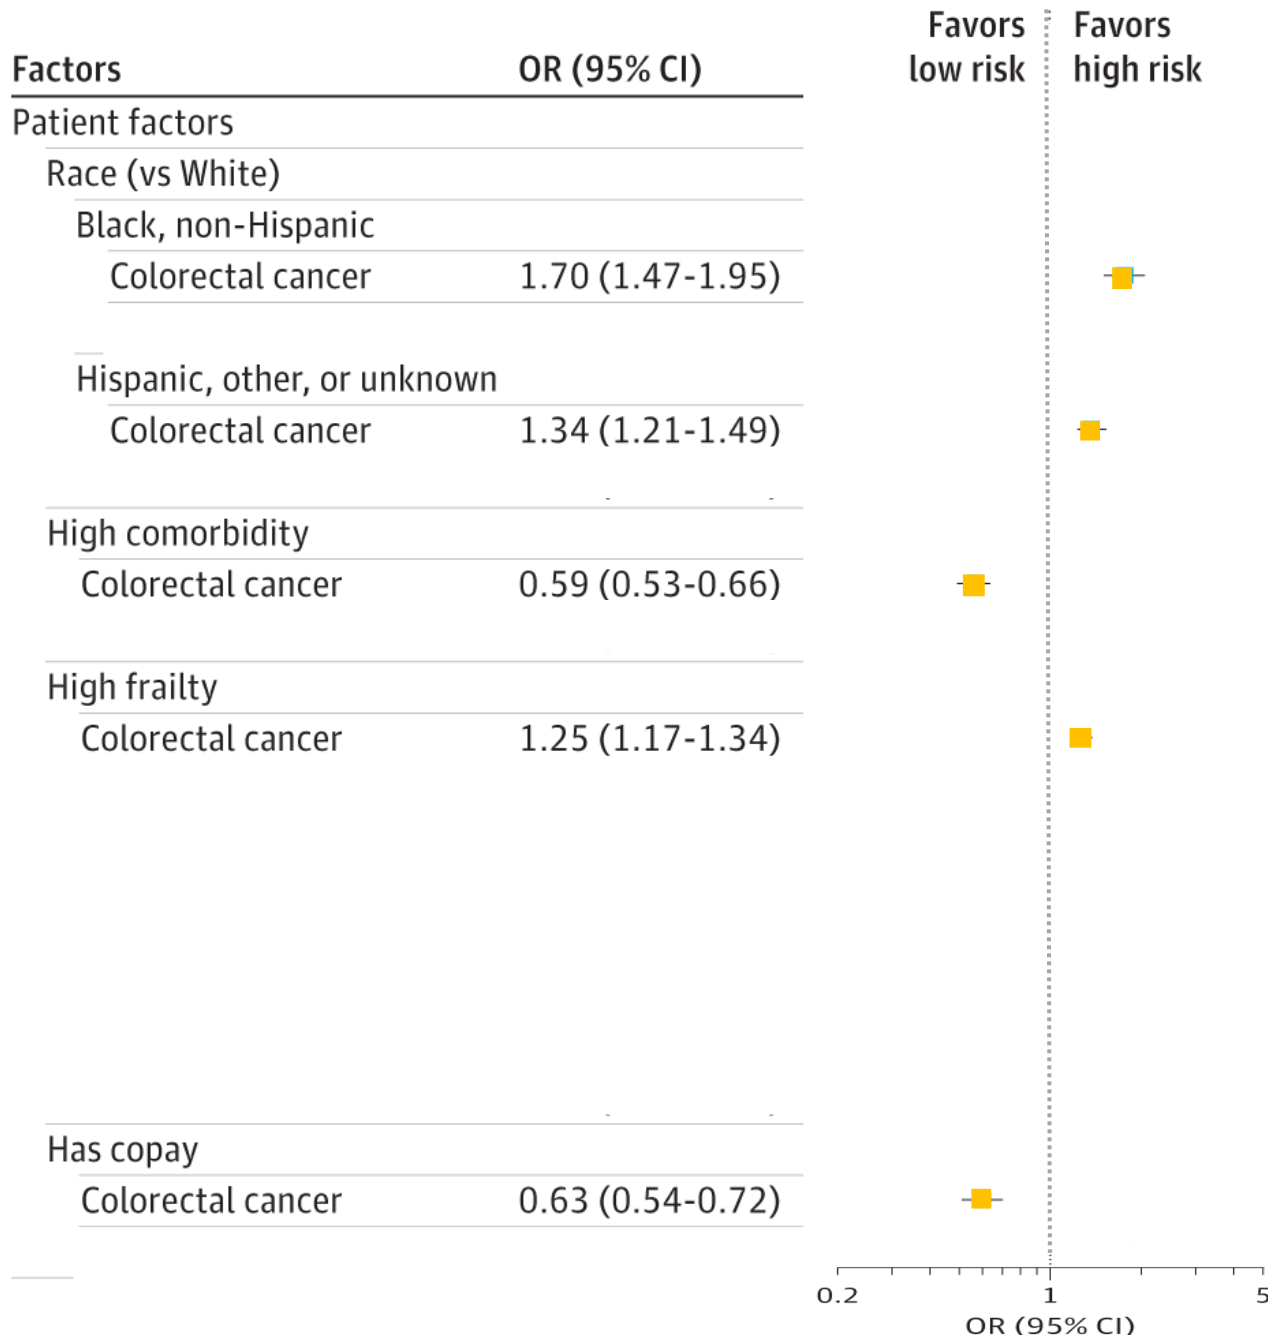 Favors low risk
Favors high risk
Factors OR (95% CI)
Patient factors
Race (vs White)
Black, non-Hispanic
Colorectal cancer 1.70 (1.47-1.95)
Hispanic, other, or unknown
Colorectal cancer 1.34 (1.21-1.49)
High comorbidity
Colorectal cancer 0.59 (0.53-0.66)
High frailty
Colorectal cancer 1.25 (1.17-1.34)
Has copay
Colorectal cancer 0.63 (0.54-0.72)
0.2 1 5
OR (95% CI)